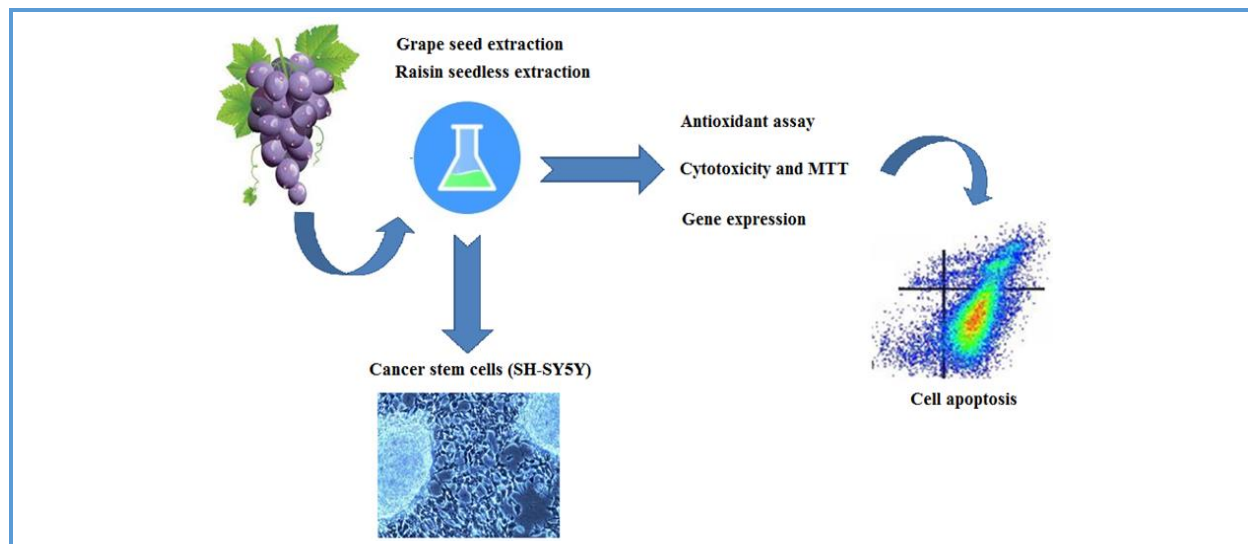 Grape seed extraction
Raisin seedless extraction
Antioxidant assay
Cytotoxicity and MTT
Gene expression
Cancer stem cells (SH-SY5Y)
Cell apoptosis